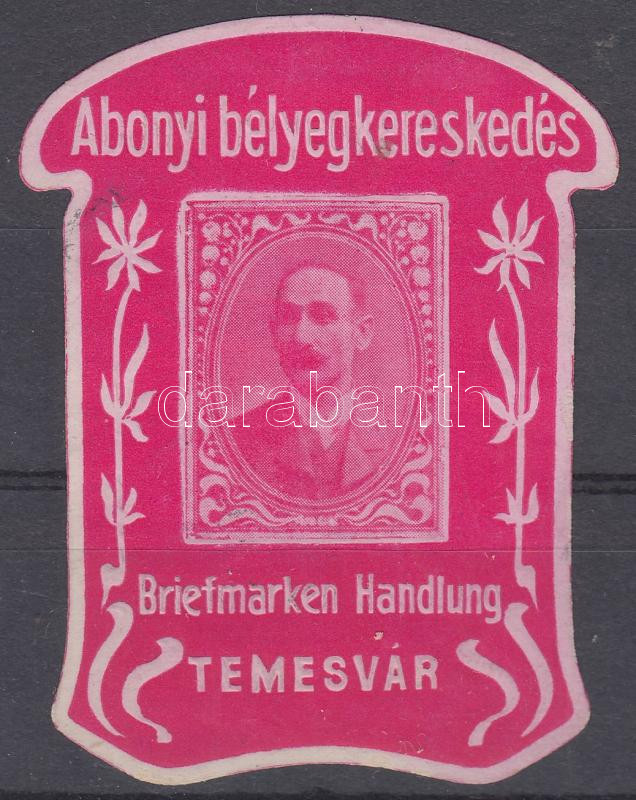 Abonyi bélyegkereskedés
darabanth
Briefmarken Handlung
TEMESVÁR